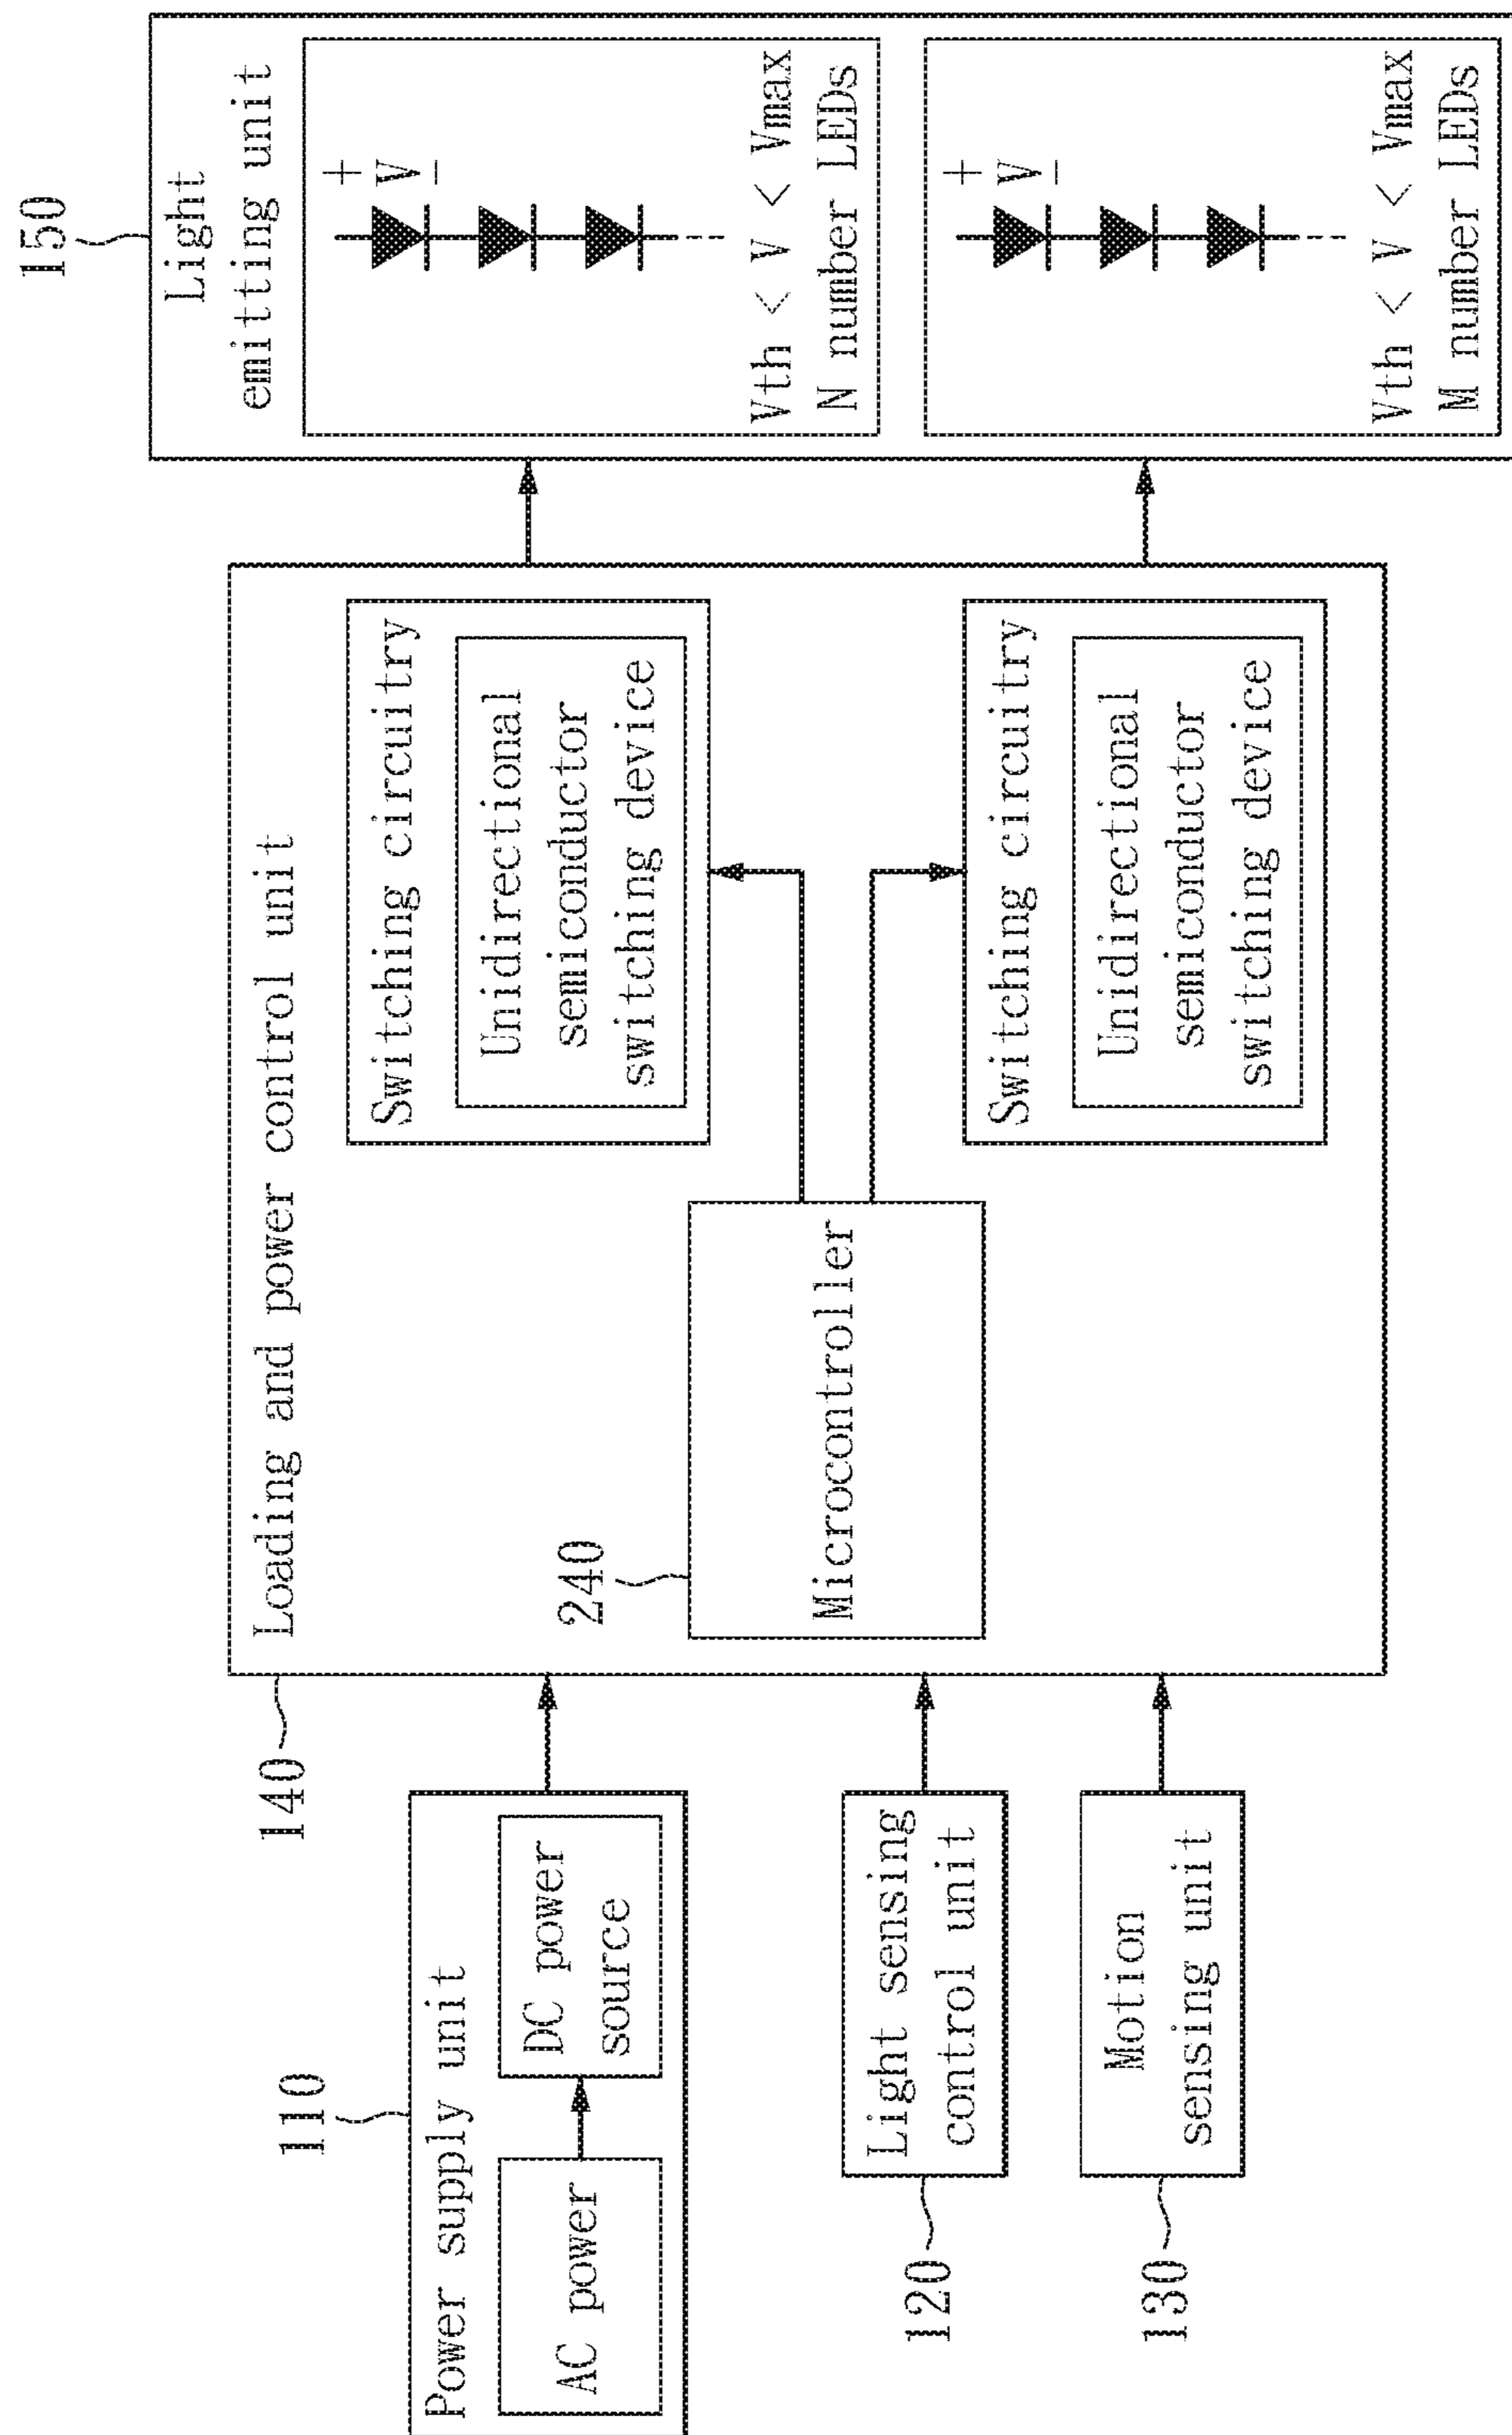 110
Power supply unit
AC power
DC power
source
120
Light sensing
control unit
130
Motion
sensing unit
140
Loading and power control unit
240
Microcontroller
Switching circuitry
Unidirectional
semiconductor
switching device
Switching circuitry
Unidirectional
semiconductor
switching device
150
Light
emitting unit
+
V
-
Vth < V < Vmax
N number LEDs
+
V
-
Vth < V < Vmax
M number LEDs